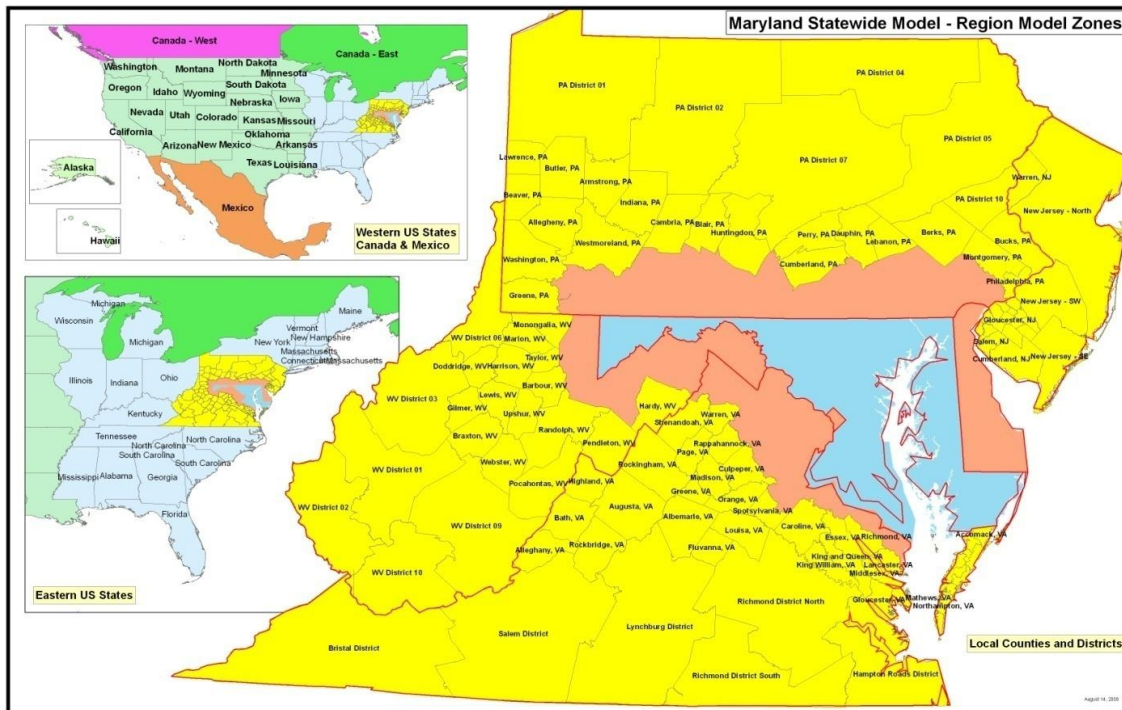 Maryland Statewide Model - Region Model Zones
Canada - West
Canada - East
Washington
Montana
North Dakota
Minnesota
Oregon
Idaho
Wyoming
South Dakota
Nebraska
Iowa
Nevada
Utah
Colorado
Kansas
Missouri
California
Oklahoma
Arizona
New Mexico
Arkansas
Texas
Louisiana
Alaska
Hawaii
Mexico
Western US States
Canada & Mexico
Michigan
Wisconsin
Michigan
Vermont
Maine
New York
New Hampshire
Massachusetts
Connecticut
Massachusetts
Illinois
Indiana
Ohio
Kentucky
Tennessee
North Carolina
North Carolina
South Carolina
South Carolina
Mississippi
Alabama
Georgia
Florida
Eastern US States
PA District 01
PA District 04
PA District 02
PA District 05
Lawrence, PA
PA District 07
Butler, PA
Warren, NJ
Armstrong, PA
Beaver, PA
Indiana, PA
PA District 10
New Jersey - North
Allegheny, PA
Cambria, PA
Blair, PA
Huntingdon, PA
Perry, PA
Dauphin, PA
Lebanon, PA
Berks, PA
Westmoreland, PA
Bucks, PA
Washington, PA
Cumberland, PA
Montgomery, PA
Philadelphia, PA
Greene, PA
New Jersey - SW
Gloucester, NJ
Monongalia, WV
WV District 06
Marion, WV
Salem, NJ
Taylor, WV
Cumberland, NJ
New Jersey - SE
Doddridge, WV
Harrison, WV
Barbour, WV
Lewis, WV
WV District 03
Gilmer, WV
Upshur, WV
Hardy, WV
Warren, VA
Shenandoah, VA
Randolph, WV
Braxton, WV
Pendleton, WV
Rappahannock, VA
Page, VA
Webster, WV
Rockingham, VA
Culpeper, VA
WV District 01
Madison, VA
Pocahontas, WV
Highland, VA
Greene, VA
Orange, VA
WV District 02
Augusta, VA
Spotsylvania, VA
Bath, VA
Albemarle, VA
WV District 09
Louisa, VA
Caroline, VA
Essex, VA
Richmond, VA
Accomack, VA
Alleghany, VA
Rockbridge, VA
Fluvanna, VA
King and Queen, VA
King William, VA
Lancaster, VA
WV District 10
Middlesex, VA
Richmond District North
Gloucester, VA
Mathews, VA
Northampton, VA
Lynchburg District
Salem District
Bristal District
Richmond District South
Hampton Roads District
Local Counties and Districts